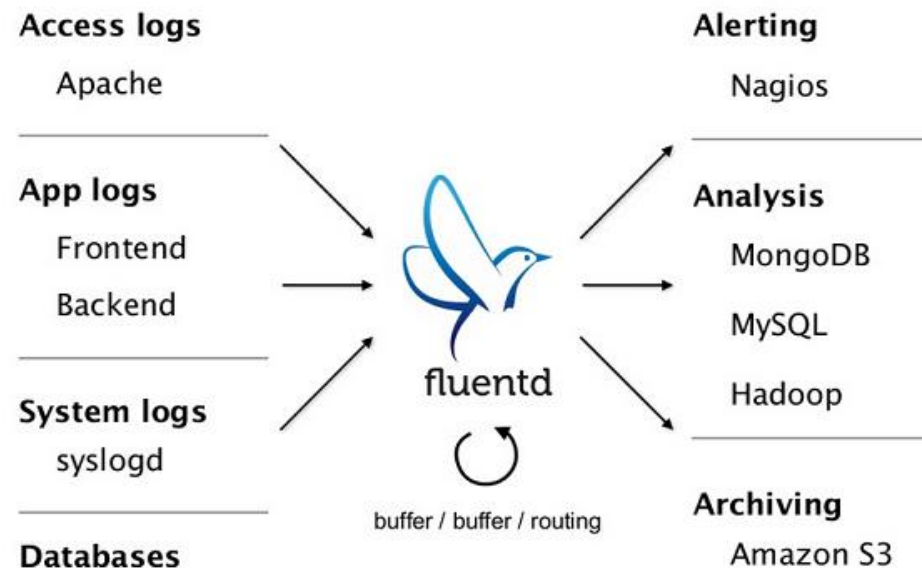 Access logs
Apache
App logs
Frontend
Backend
System logs
syslogd
Databases
fluentd
buffer / buffer / routing
Alerting
Nagios
Analysis
MongoDB
MySQL
Hadoop
Archiving
Amazon S3